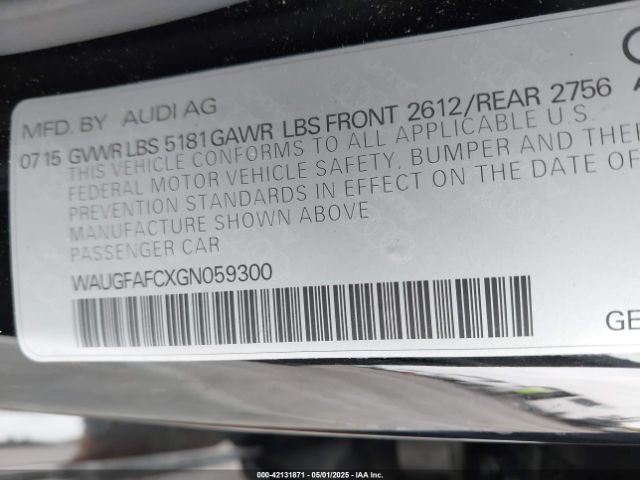 MFD. BY AUDI AG
07 15 GVWR LBS 5181 GAWR LBS FRONT 2612/REAR 2756
THIS VEHICLE CONFORMS TO ALL APPLICABLE U.S.
FEDERAL MOTOR VEHICLE SAFETY, BUMPER AND THEF
PREVENTION STANDARDS IN EFFECT ON THE DATE OF
MANUFACTURE SHOWN ABOVE
PASSENGER CAR
WAUGFAFCXGN059300
GE
000-42131871 - 05/01/2025 - IAA Inc.